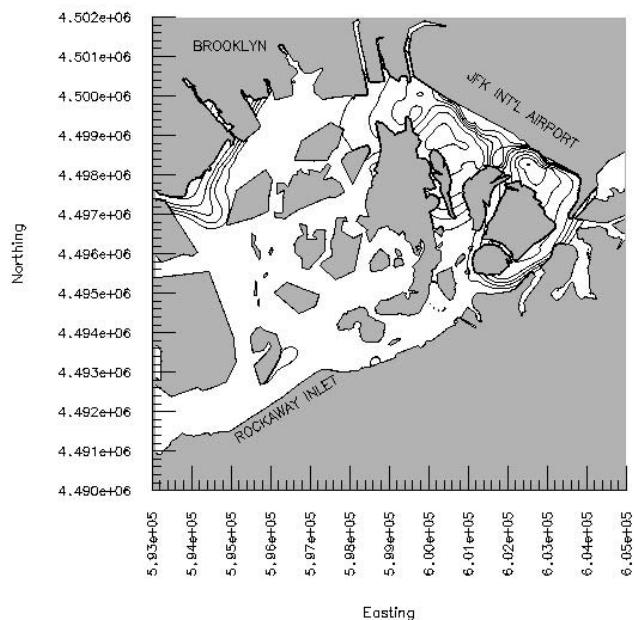 4.502e+06
BROOKLYN
4.501e+06
JFK INT'L AIRPORT
4.500e+06
4.499e+06
4.498e+06
4.497e+06
Northing
4.496e+06
4.495e+06
4.494e+06
4.493e+06
ROCKAWAY INLET
4.492e+06
4.491e+06
4.490e+06
5.93e+05
5.94e+05
5.95e+05
5.96e+05
5.97e+05
5.98e+05
5.99e+05
6.00e+05
6.01e+05
6.02e+05
6.03e+05
6.04e+05
6.05e+05
Easting